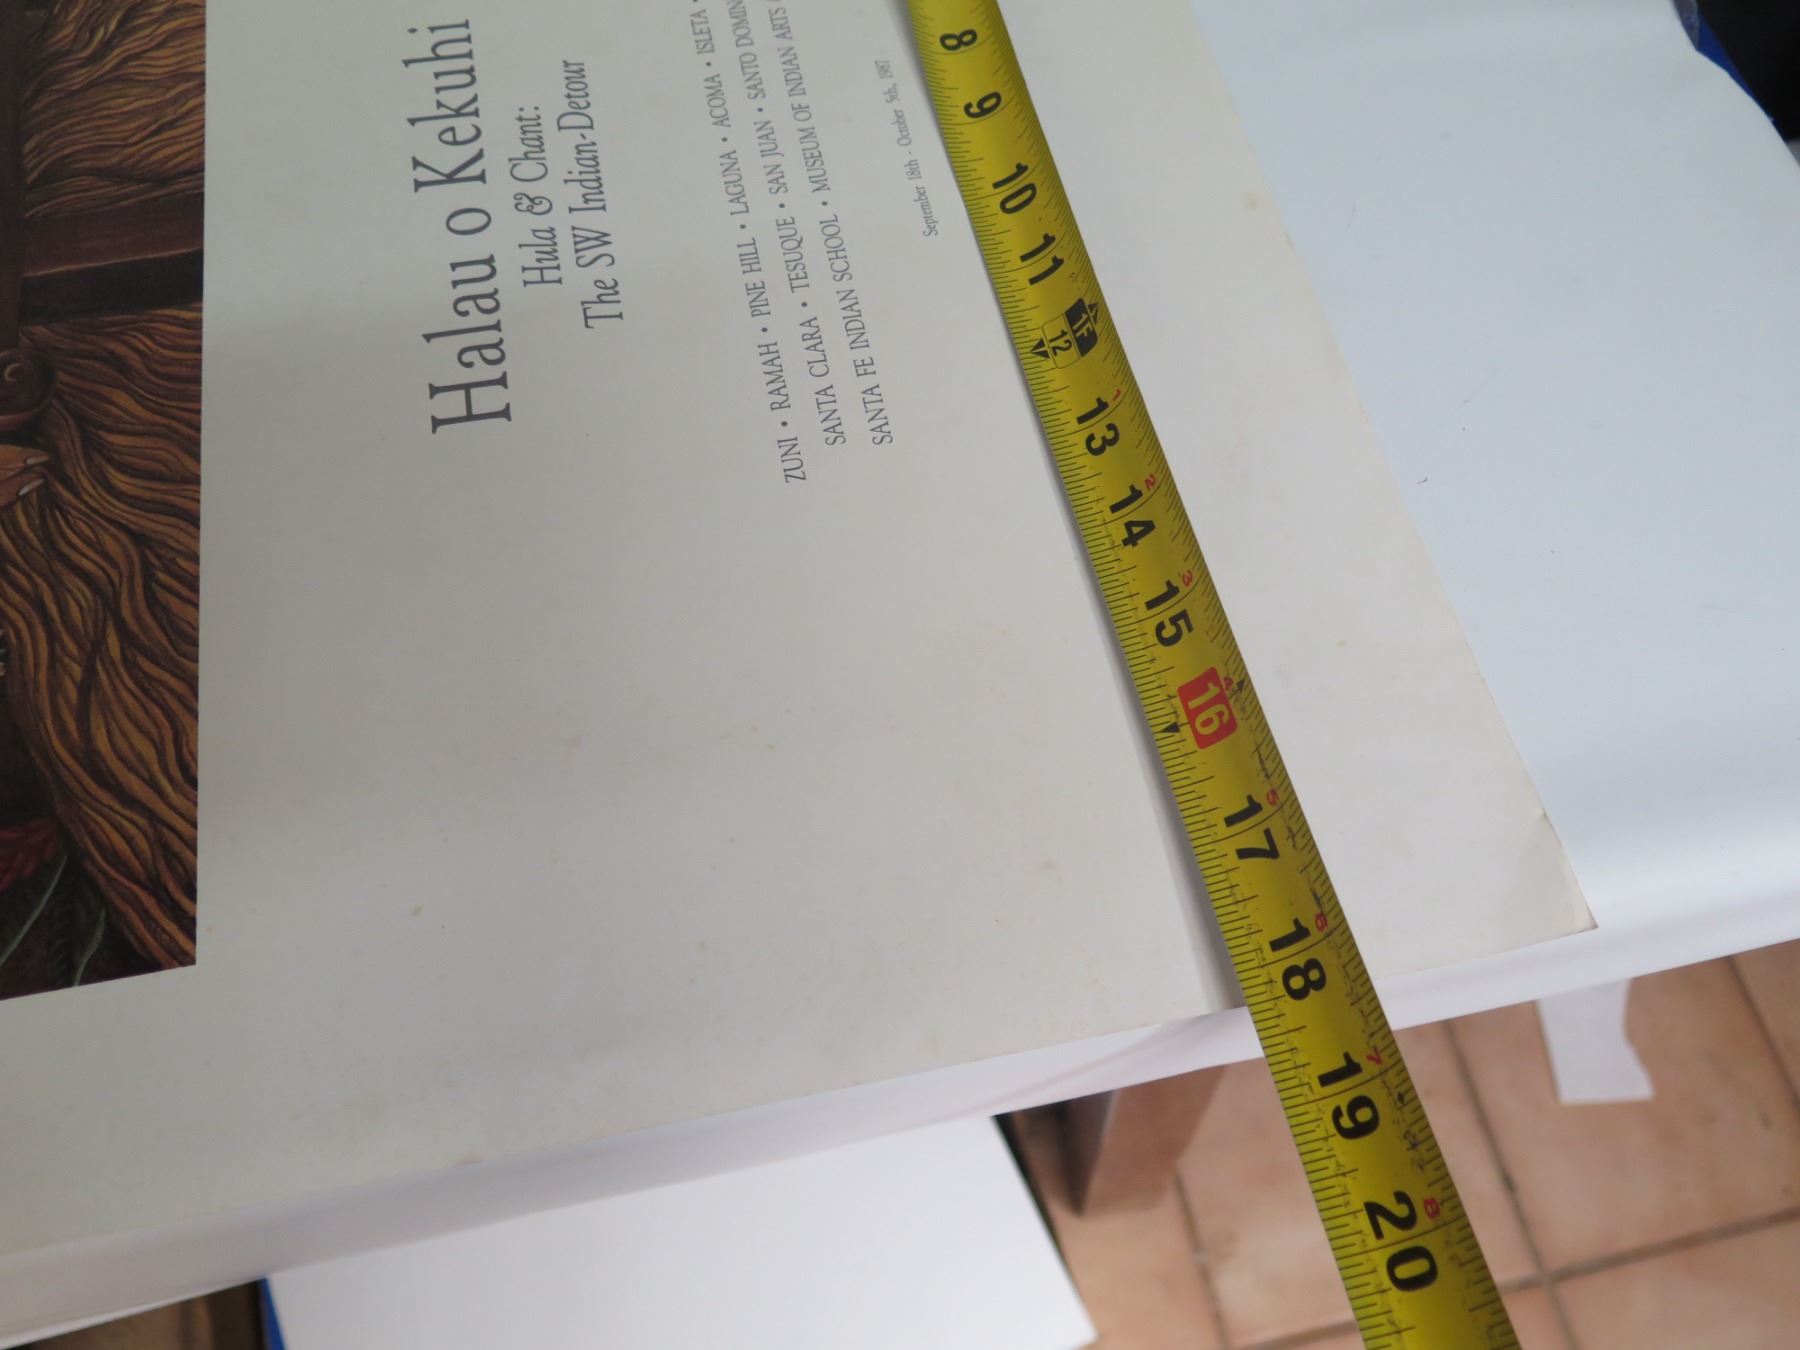 Halau o Kekuhi
Hula & Chant:
The SW Indian-Detour
ZUNI • RAMAH • PINE HILL • LAGUNA • ACOMA • ISLETA •
SANTA CLARA • TESUQUE • SAN JUAN • SANTO DOMIN
SANTA FE INDIAN SCHOOL • MUSEUM OF INDIAN ARTS
September 18th - October 5th, 1987
8
9
10
11
12 1F
13 1
14 2
15 3
16 4
17 5
18 6
19 7
20 8